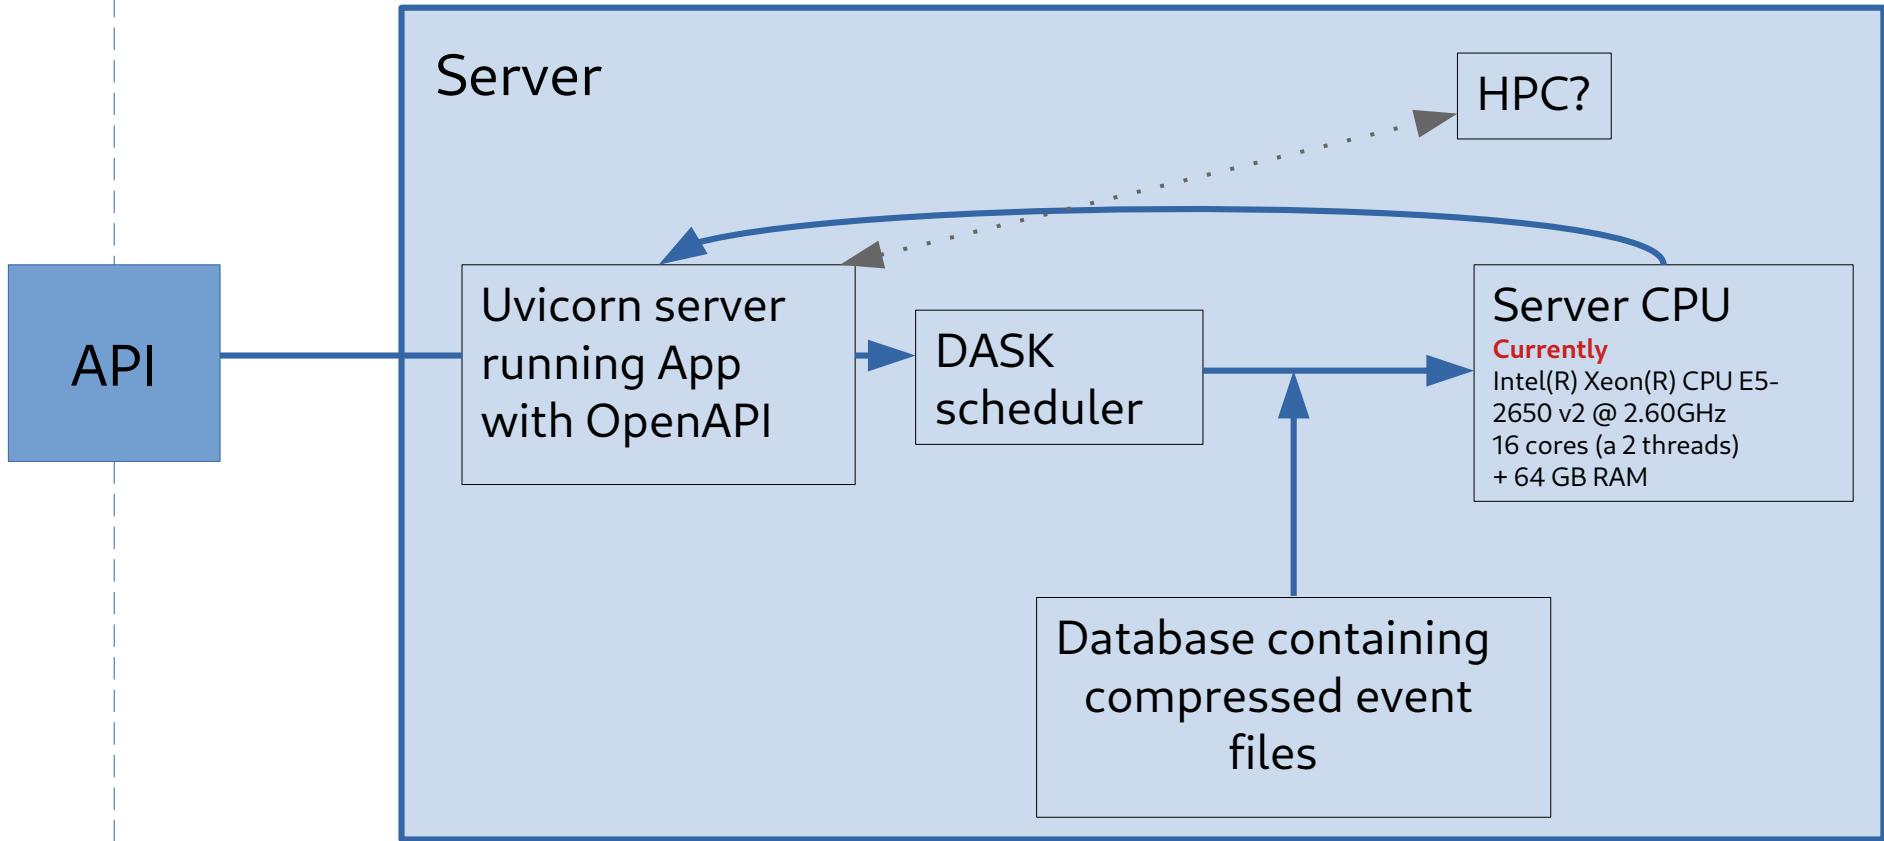 Server
HPC?
API
Uvicorn server
running App
with OpenAPI
DASK
scheduler
Server CPU
Currently
Intel(R) Xeon(R) CPU E5-
2650 v2 @ 2.60GHz
16 cores (a 2 threads)
+ 64 GB RAM
Database containing
compressed event
files